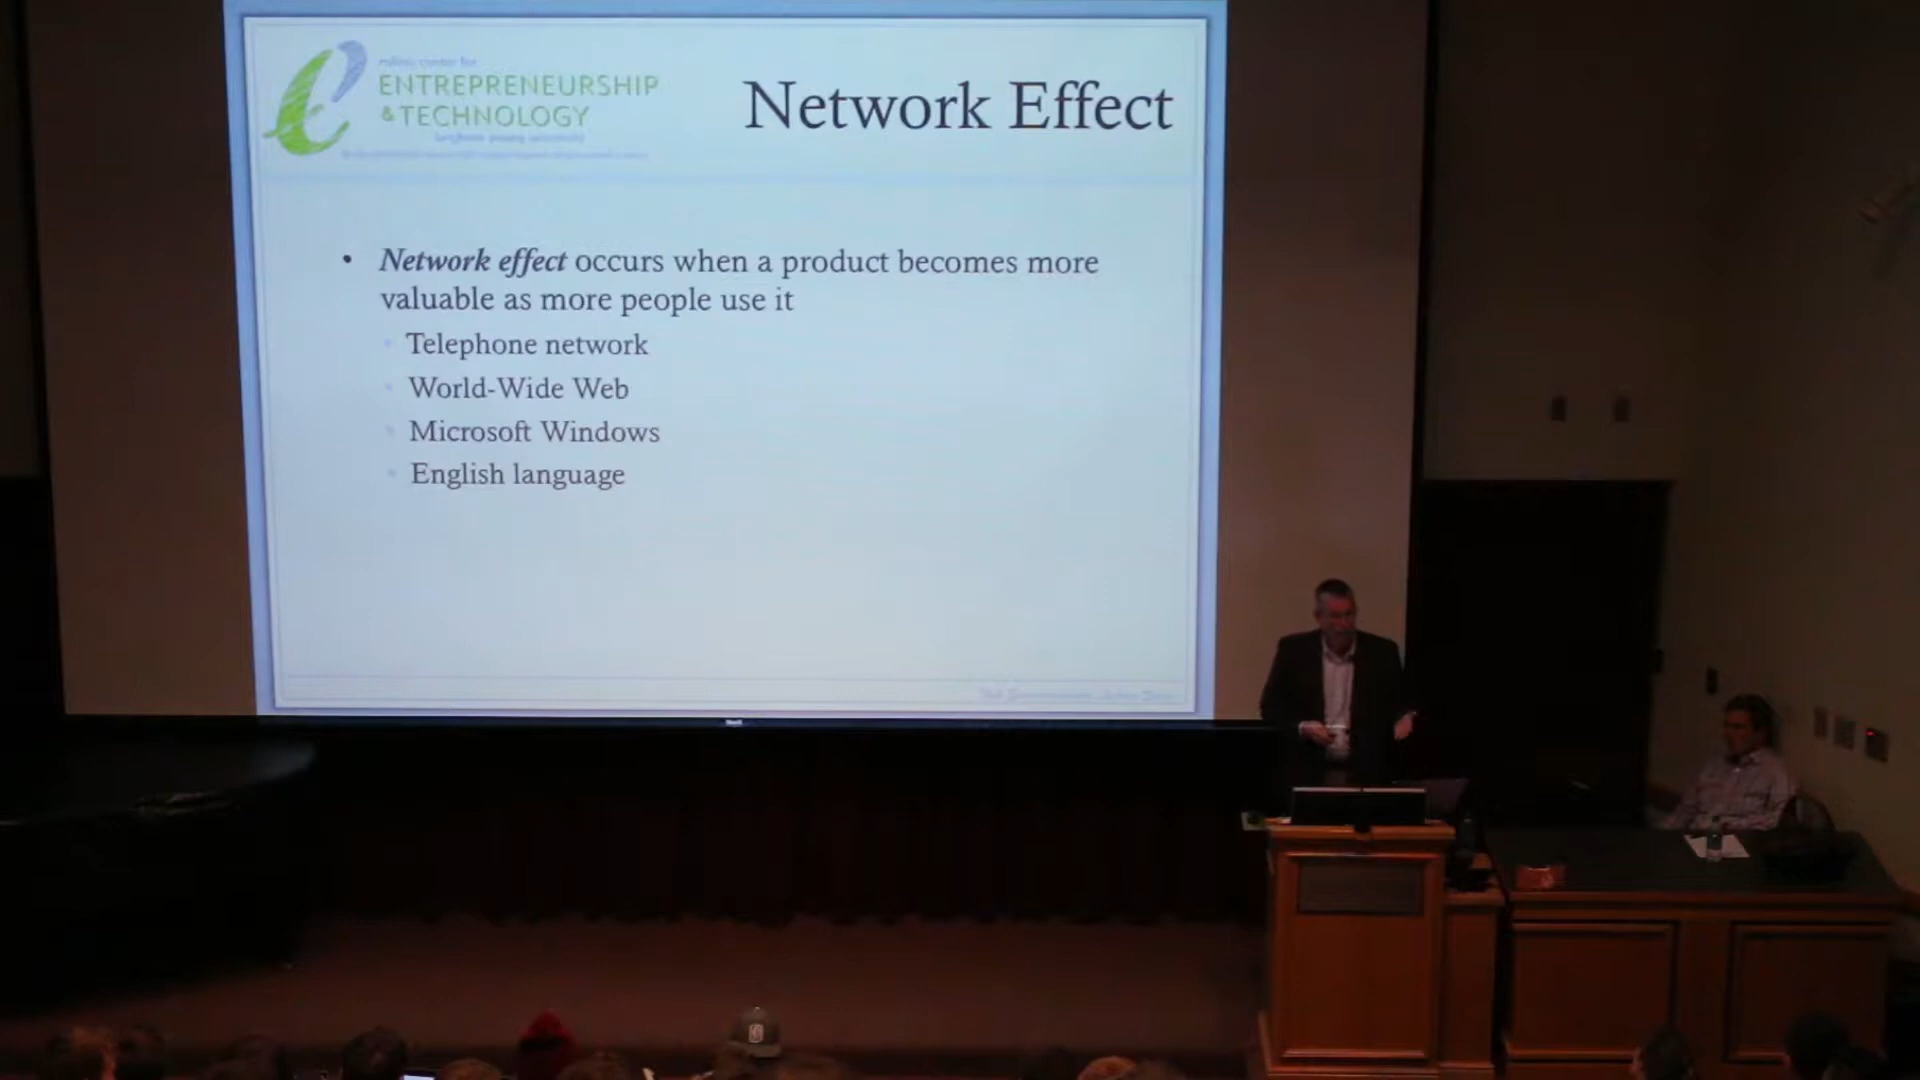 ENTREPRENEURSHIP
& TECHNOLOGY
Network Effect
• Network effect occurs when a product becomes more
valuable as more people use it
• Telephone network
• World-Wide Web
• Microsoft Windows
• English language